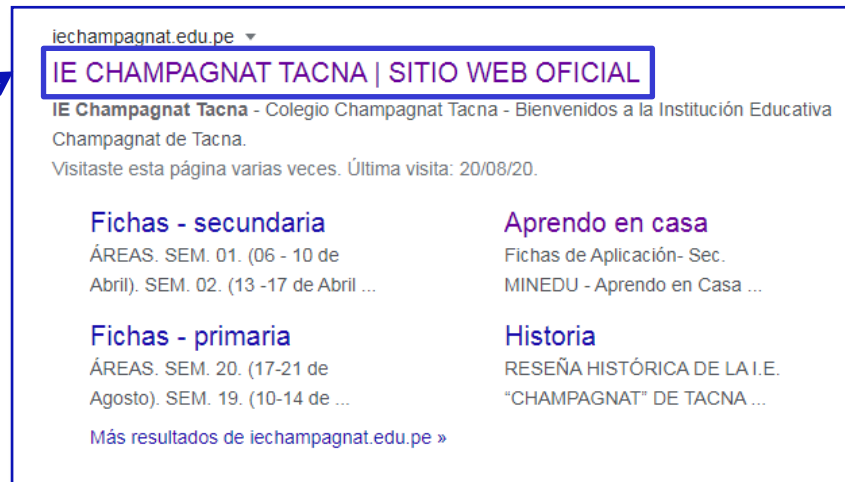 iechampagnat.edu.pe
IE CHAMPAGNAT TACNA | SITIO WEB OFICIAL
IE Champagnat Tacna - Colegio Champagnat Tacna - Bienvenidos a la Institución Educativa
Champagnat de Tacna.
Visitaste esta página varias veces. Última visita: 20/08/20.
Fichas - secundaria
ÁREAS. SEM. 01. (06 - 10 de
Abril). SEM. 02. (13 -17 de Abril ...
Aprendo en casa
Fichas de Aplicación- Sec.
MINEDU - Aprendo en Casa ...
Fichas - primaria
ÁREAS. SEM. 20. (17-21 de
Agosto). SEM. 19. (10-14 de ...
Historia
RESEÑA HISTÓRICA DE LA I.E.
“CHAMPAGNAT” DE TACNA ...
Más resultados de iechampagnat.edu.pe »